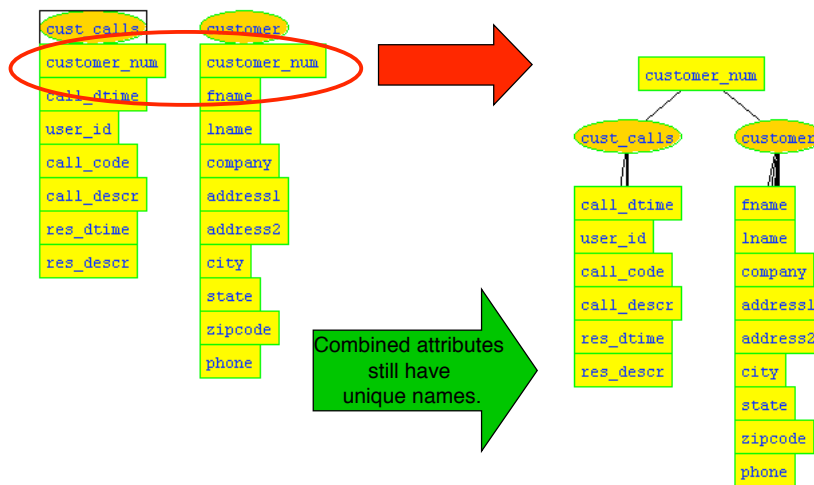 cust_calls
customer_num
call_dtime
user_id
call_code
call_descr
res_dtime
res_descr
customer
customer_num
fname
lname
company
address1
address2
city
state
zipcode
phone
Combined attributes
still have
unique names.
customer_num
cust_calls
call_dtime
user_id
call_code
call_descr
res_dtime
res_descr
customer
fname
lname
company
address1
address2
city
state
zipcode
phone